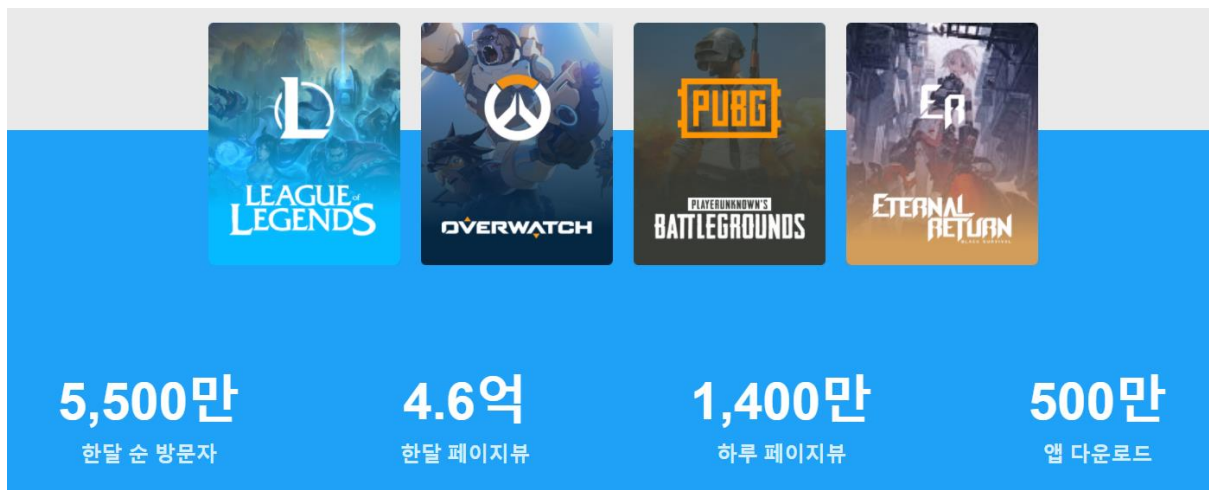 LEAGUE of
LEGENDS
OVERWATCH
PUBG
PLAYERUNKNOWN'S
BATTLEGROUNDS
ER
ETERNAL
RETURN
BLACK SURVIVAL
5,500만
한달 순 방문자
4.6억
한달 페이지뷰
1,400만
하루 페이지뷰
500만
앱 다운로드